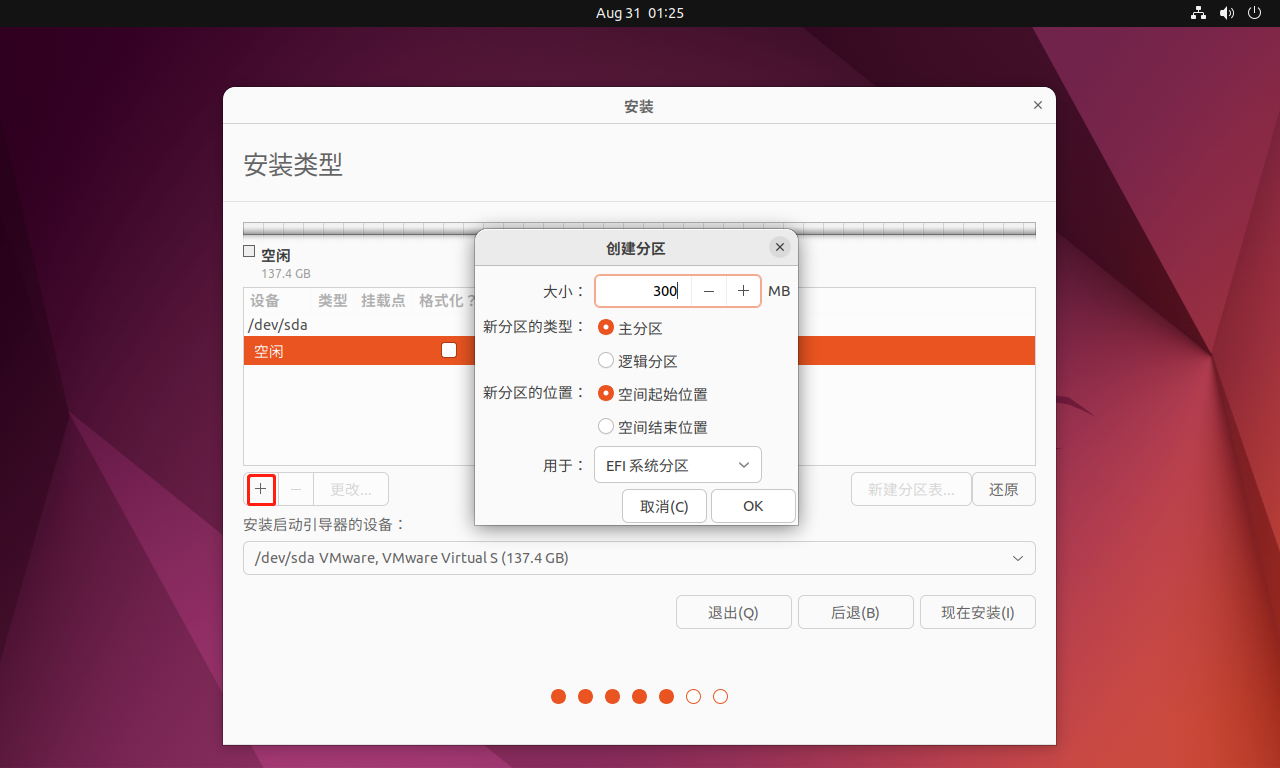 Aug 31 01:25
安装
安装类型
空闲
137.4 GB
设备 类型 挂载点 格式化？
/dev/sda
空闲
创建分区
大小： 300 MB
新分区的类型： 主分区
逻辑分区
新分区的位置： 空间起始位置
空间结束位置
用于： EFI 系统分区
取消(C) OK
更改... 新建分区表... 还原
安装启动引导器的设备：
/dev/sda VMware, VMware Virtual S (137.4 GB)
退出(Q) 后退(B) 现在安装(I)